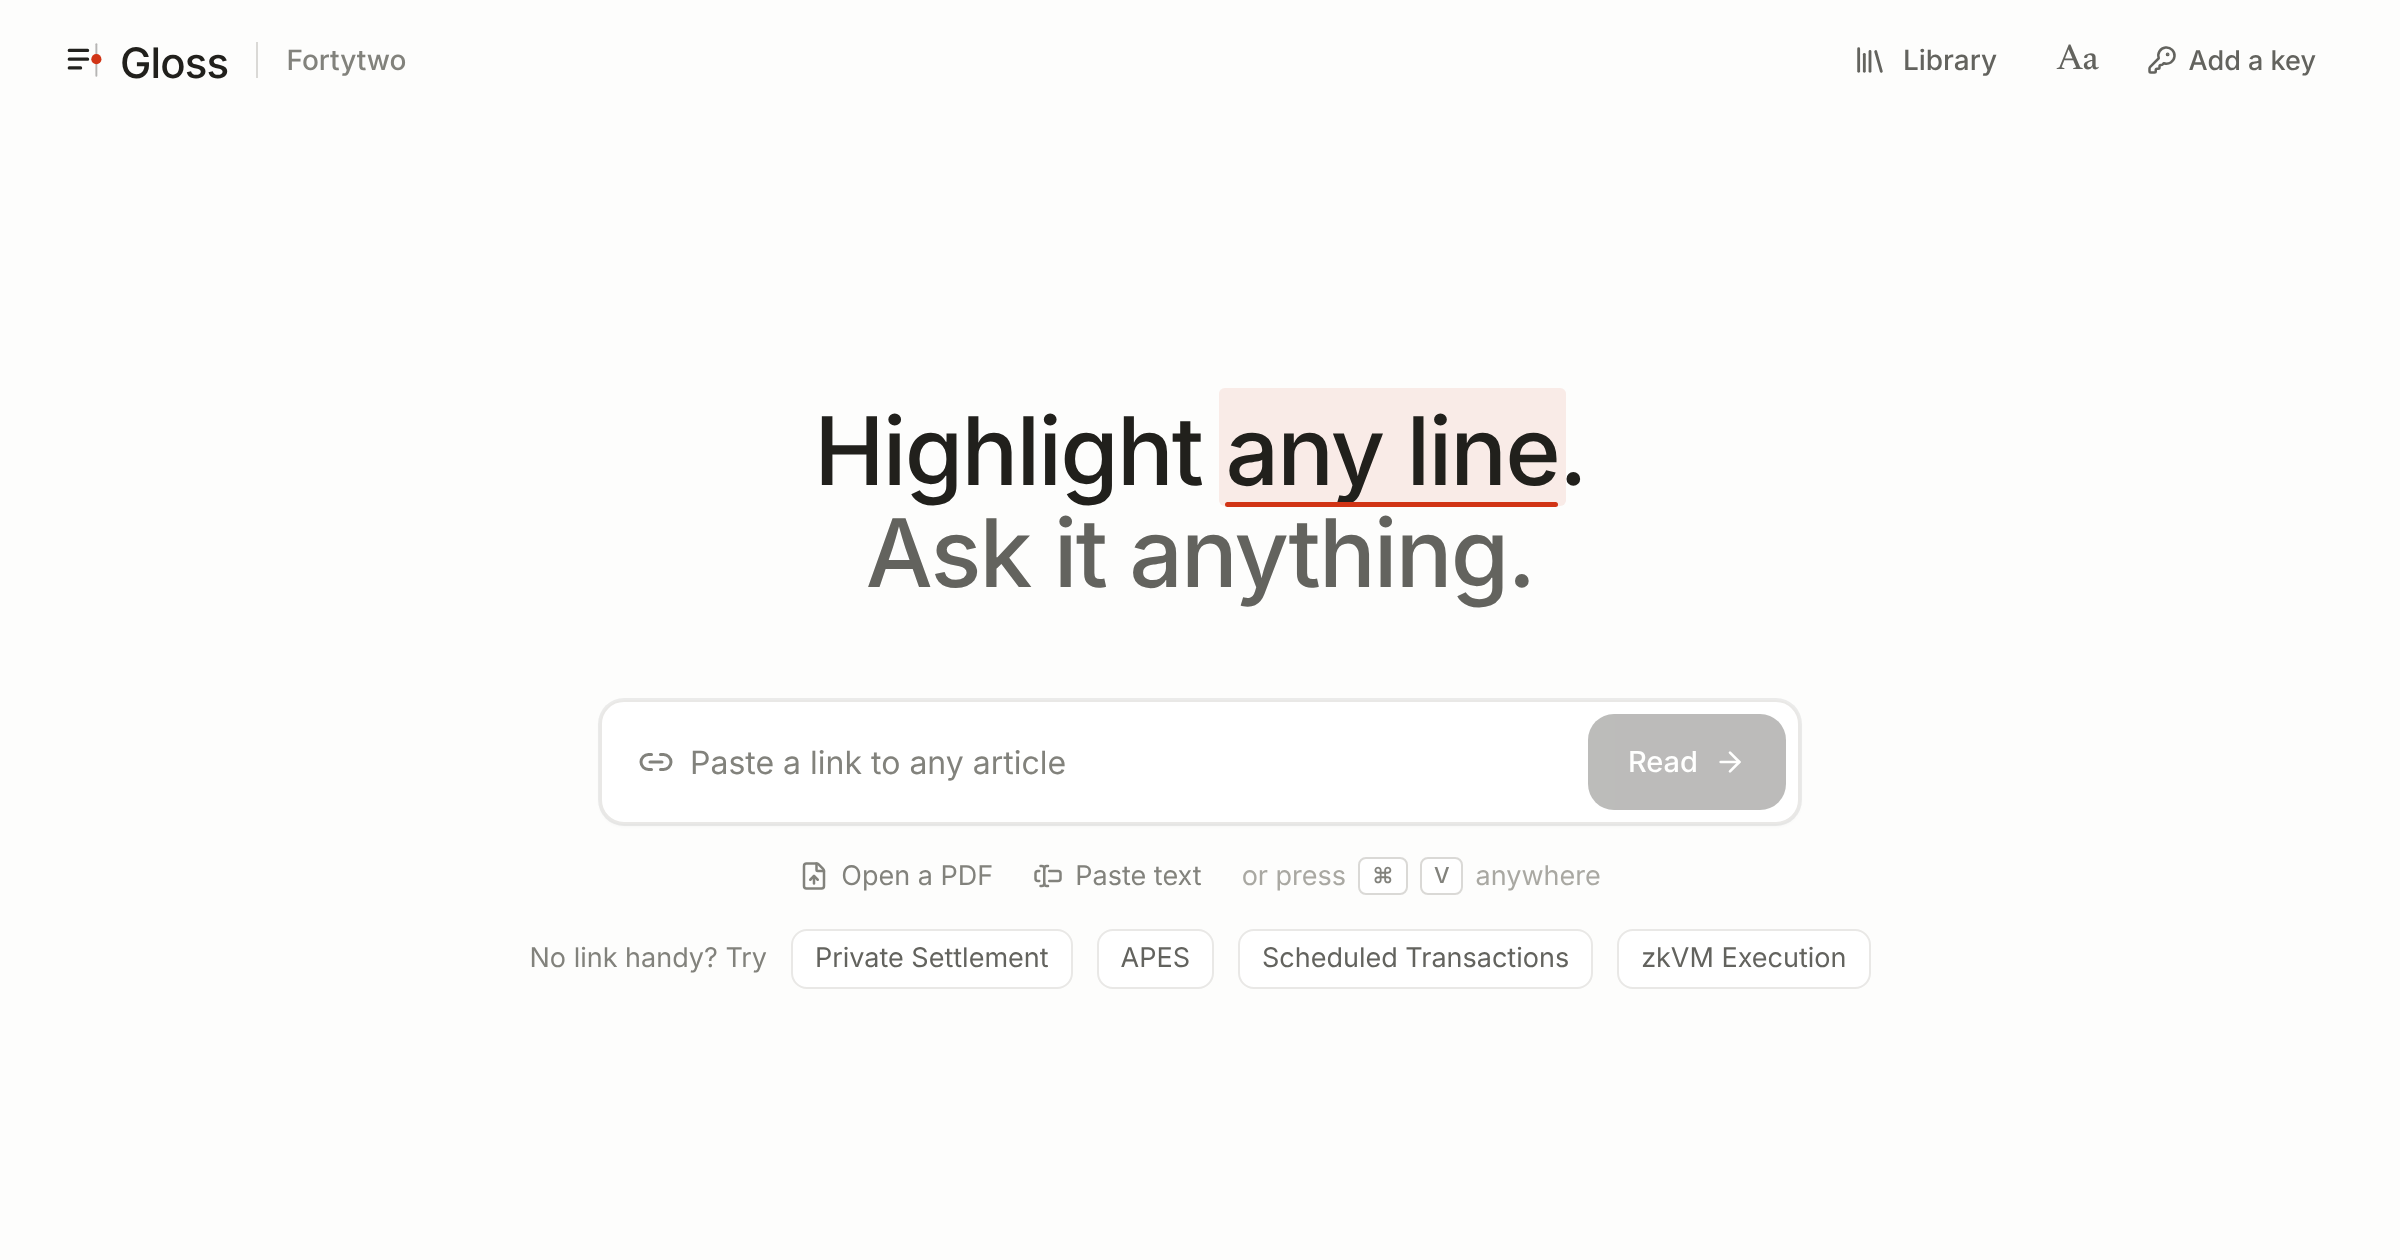 Gloss Fortytwo Library Aa Add a key
Highlight any line.
Ask it anything.
Paste a link to any article Read →
Open a PDF Paste text or press ⌘ V anywhere
No link handy? Try Private Settlement APES Scheduled Transactions zkVM Execution